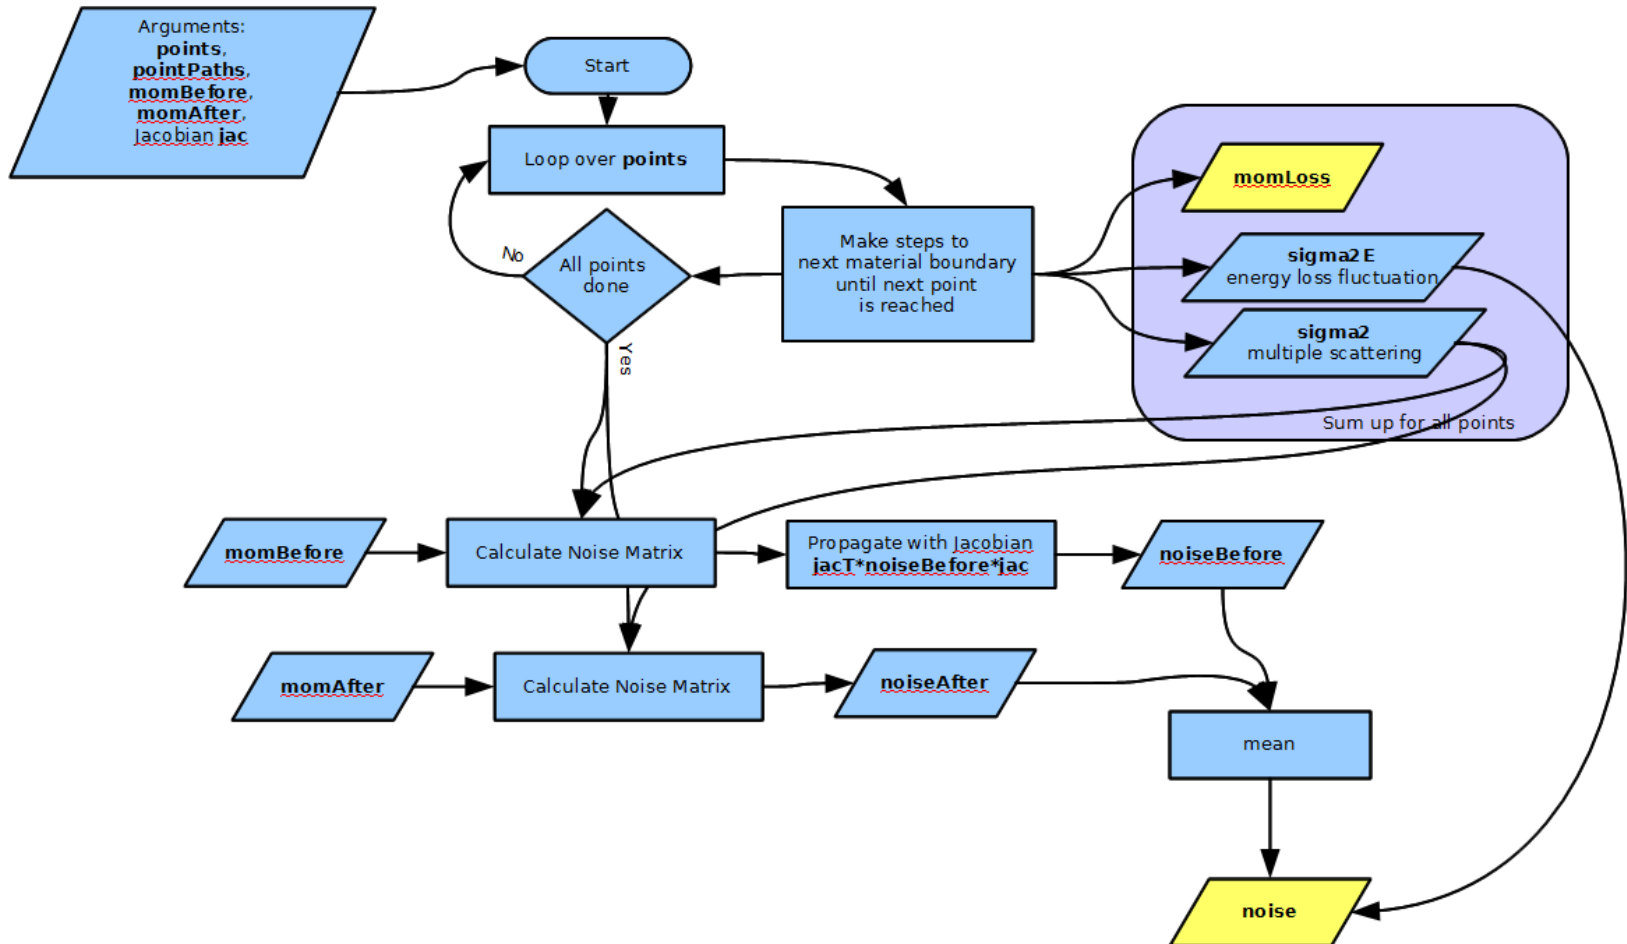 Arguments:
points,
pointPaths,
momBefore,
momAfter,
Jacobian jac
Start
Loop over points
momLoss
Make steps to
next material boundary
until next point
is reached
No
All points
done
sigma2E
energy loss fluctuation
sigma2
multiple scattering
Yes
Sum up for all points
momBefore
Calculate Noise Matrix
Propagate with Jacobian
jacT*noiseBefore*jac
noiseBefore
momAfter
Calculate Noise Matrix
noiseAfter
mean
noise